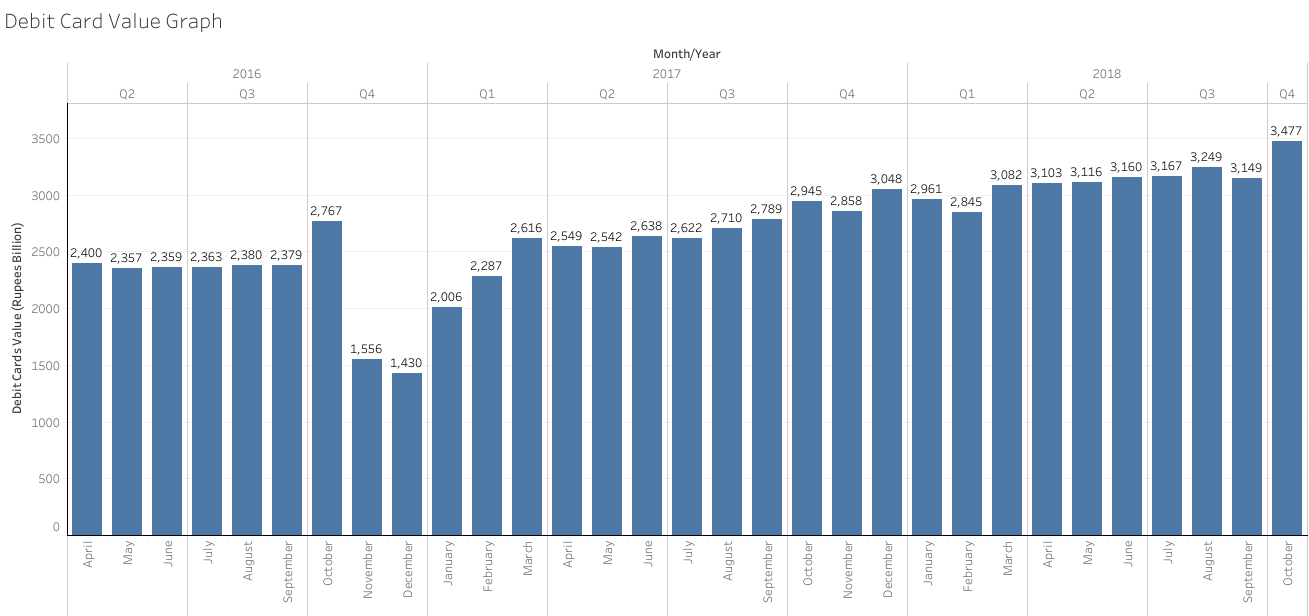 Debit Card Value Graph
Month/Year
2016 2017 2018
Q2 Q3 Q4 Q1 Q2 Q3 Q4 Q1 Q2 Q3 Q4
Debit Cards Value (Rupees Billion)
3500
3000
2500
2000
1500
1000
500
0
2,400 2,357 2,359 2,363 2,380 2,379 2,767 1,556 1,430 2,006 2,287 2,616 2,549 2,542 2,638 2,622 2,710 2,789 2,945 2,858 3,048 2,961 2,845 3,082 3,103 3,116 3,160 3,167 3,249 3,149 3,477
April May June July August September October November December January February March April May June July August September October November December January February March April May June July August September October